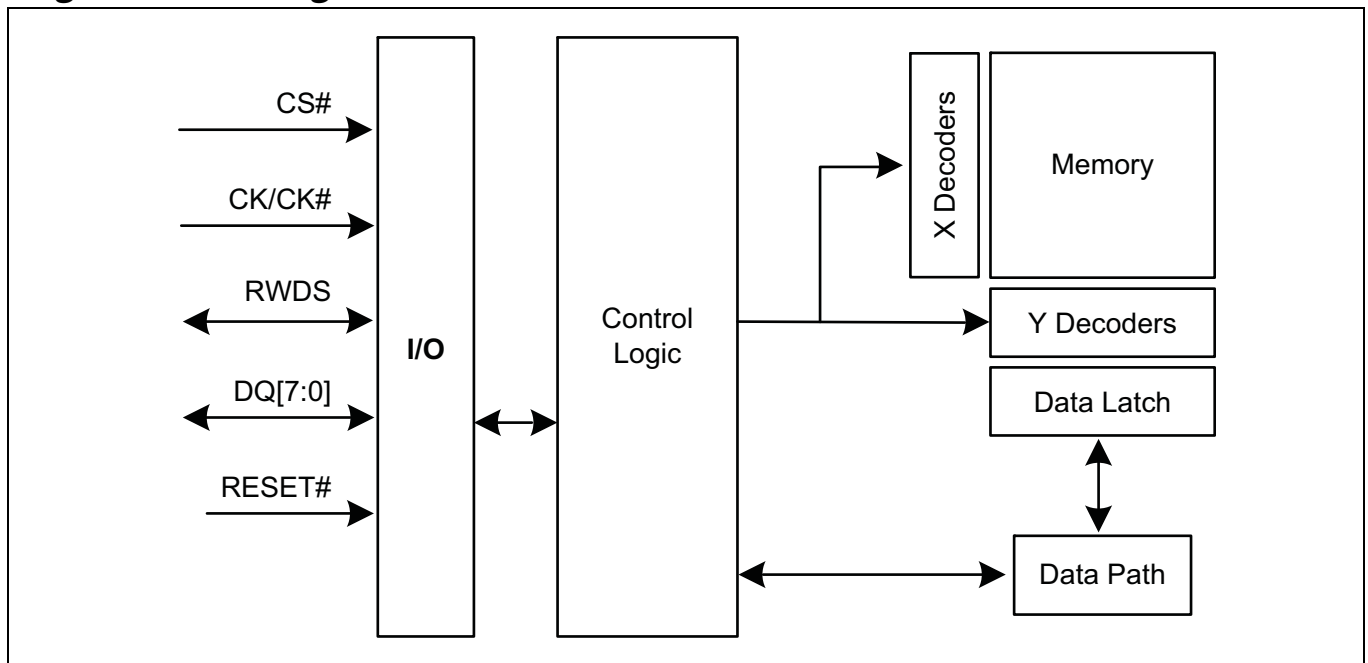 CS#
CK/CK#
RWDS
DQ[7:0]
RESET#
I/O
Control
Logic
X Decoders
Memory
Y Decoders
Data Latch
Data Path